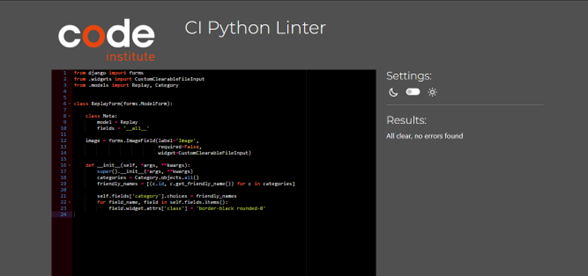 code
institute
CI Python Linter
1 from django import forms
2 from .widgets import CustomClearableFileInput
3 from .models import Replay, Category
4
5
6 class ReplayForm(forms.ModelForm):
7
8 class Meta:
9 model = Replay
10 fields = '__all__'
11
12 image = forms.ImageField(label='Image',
13 required=False,
14 widget=CustomClearableFileInput)
15
16 def __init__(self, *args, **kwargs):
17 super().__init__(*args, **kwargs)
18 categories = Category.objects.all()
19 friendly_names = [(c.id, c.get_friendly_name()) for c in categories]
20
21 self.fields['category'].choices = friendly_names
22 for field_name, field in self.fields.items():
23 field.widget.attrs['class'] = 'border-black rounded-0'
24
Settings:
Results:
All clear, no errors found